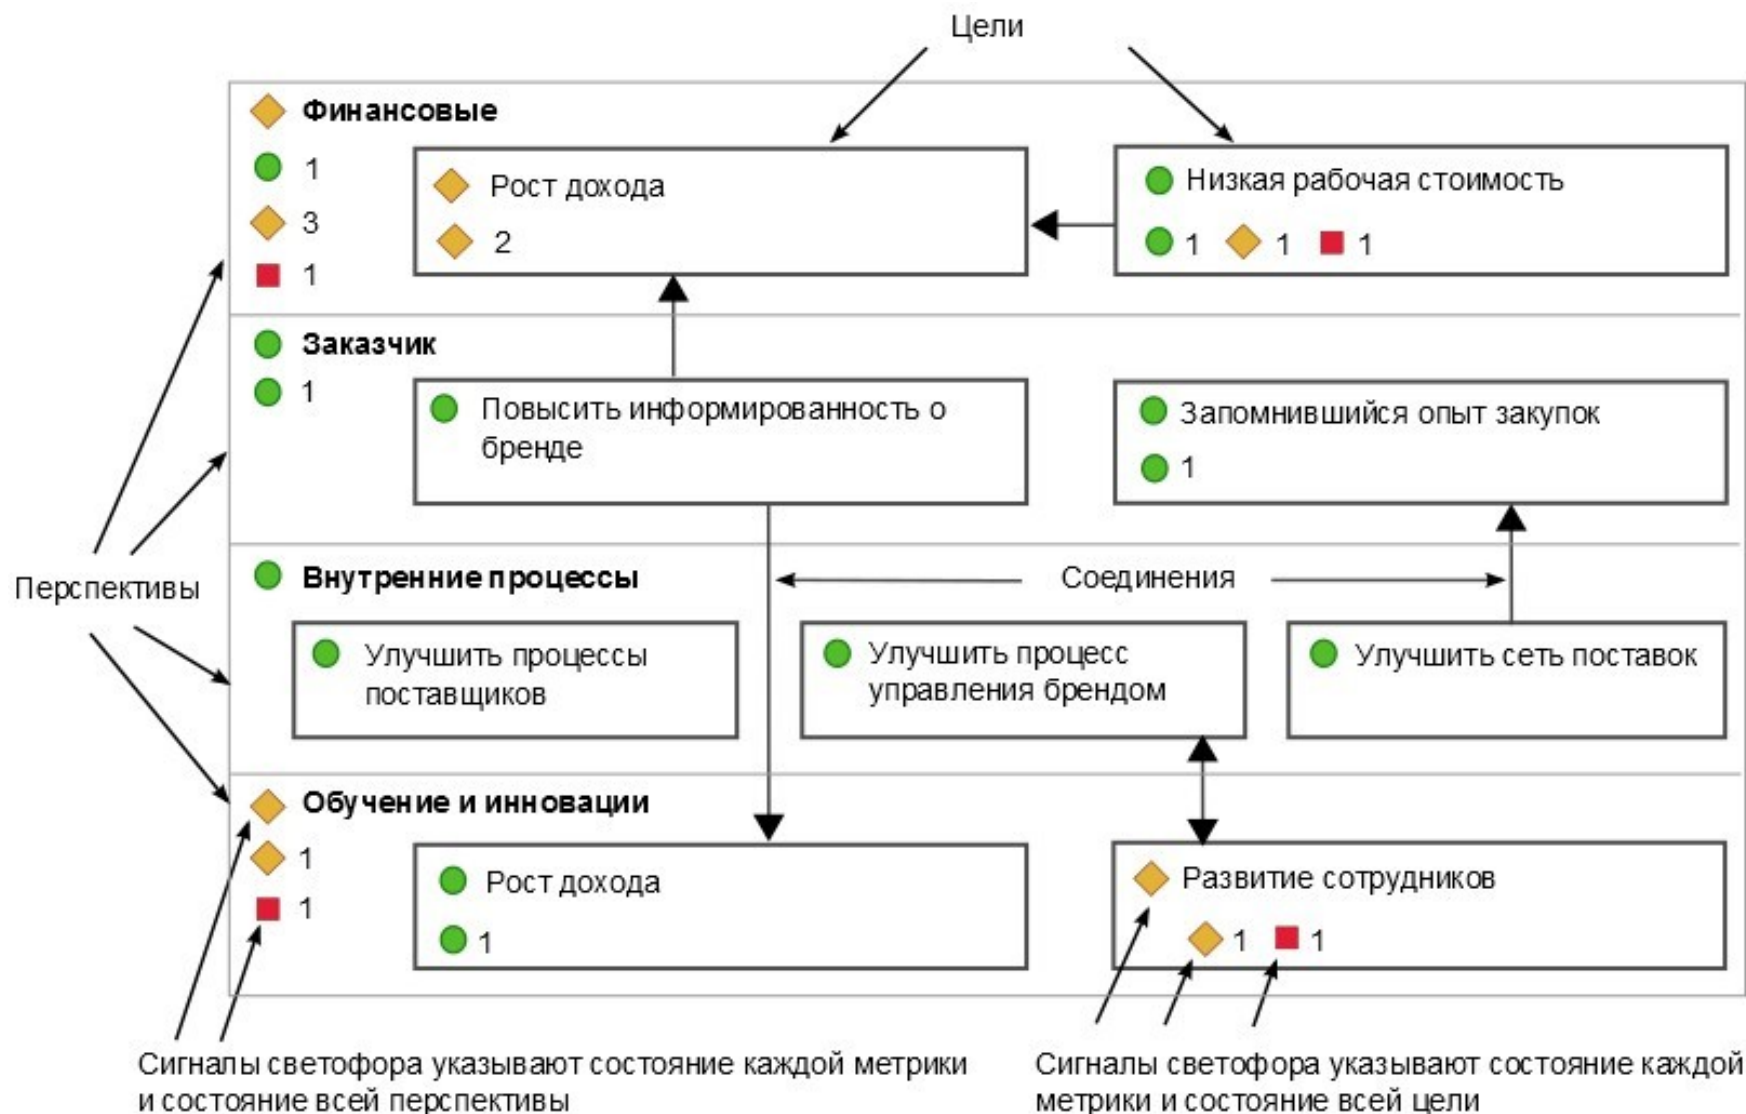 Цели
Финансовые
1
3
1
Рост дохода
2
Низкая рабочая стоимость
1 1 1
Заказчик
1
Повысить информированность о
бренде
Запомнившийся опыт закупок
1
Перспективы
Внутренние процессы
Соединения
Улучшить процессы
поставщиков
Улучшить процесс
управления брендом
Улучшить сеть поставок
Обучение и инновации
1
1
Рост дохода
1
Развитие сотрудников
1 1
Сигналы светофора указывают состояние каждой метрики
и состояние всей перспективы
Сигналы светофора указывают состояние каждой
метрики и состояние всей цели